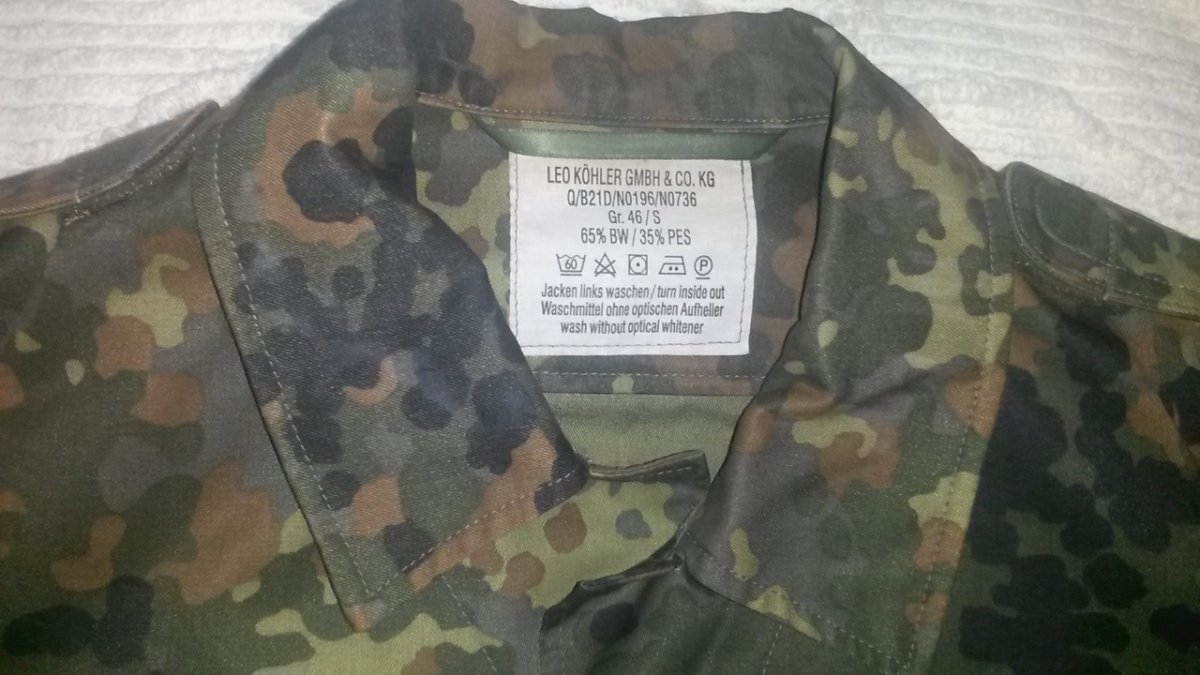 LEO KÖHLER GMBH & CO. KG
Q/B21D/N0196/N0736
Gr. 46 / S
65% BW / 35% PES
60 P
Jacken links waschen / turn inside out
Waschmittel ohne optischen Aufheller
wash without optical whitener